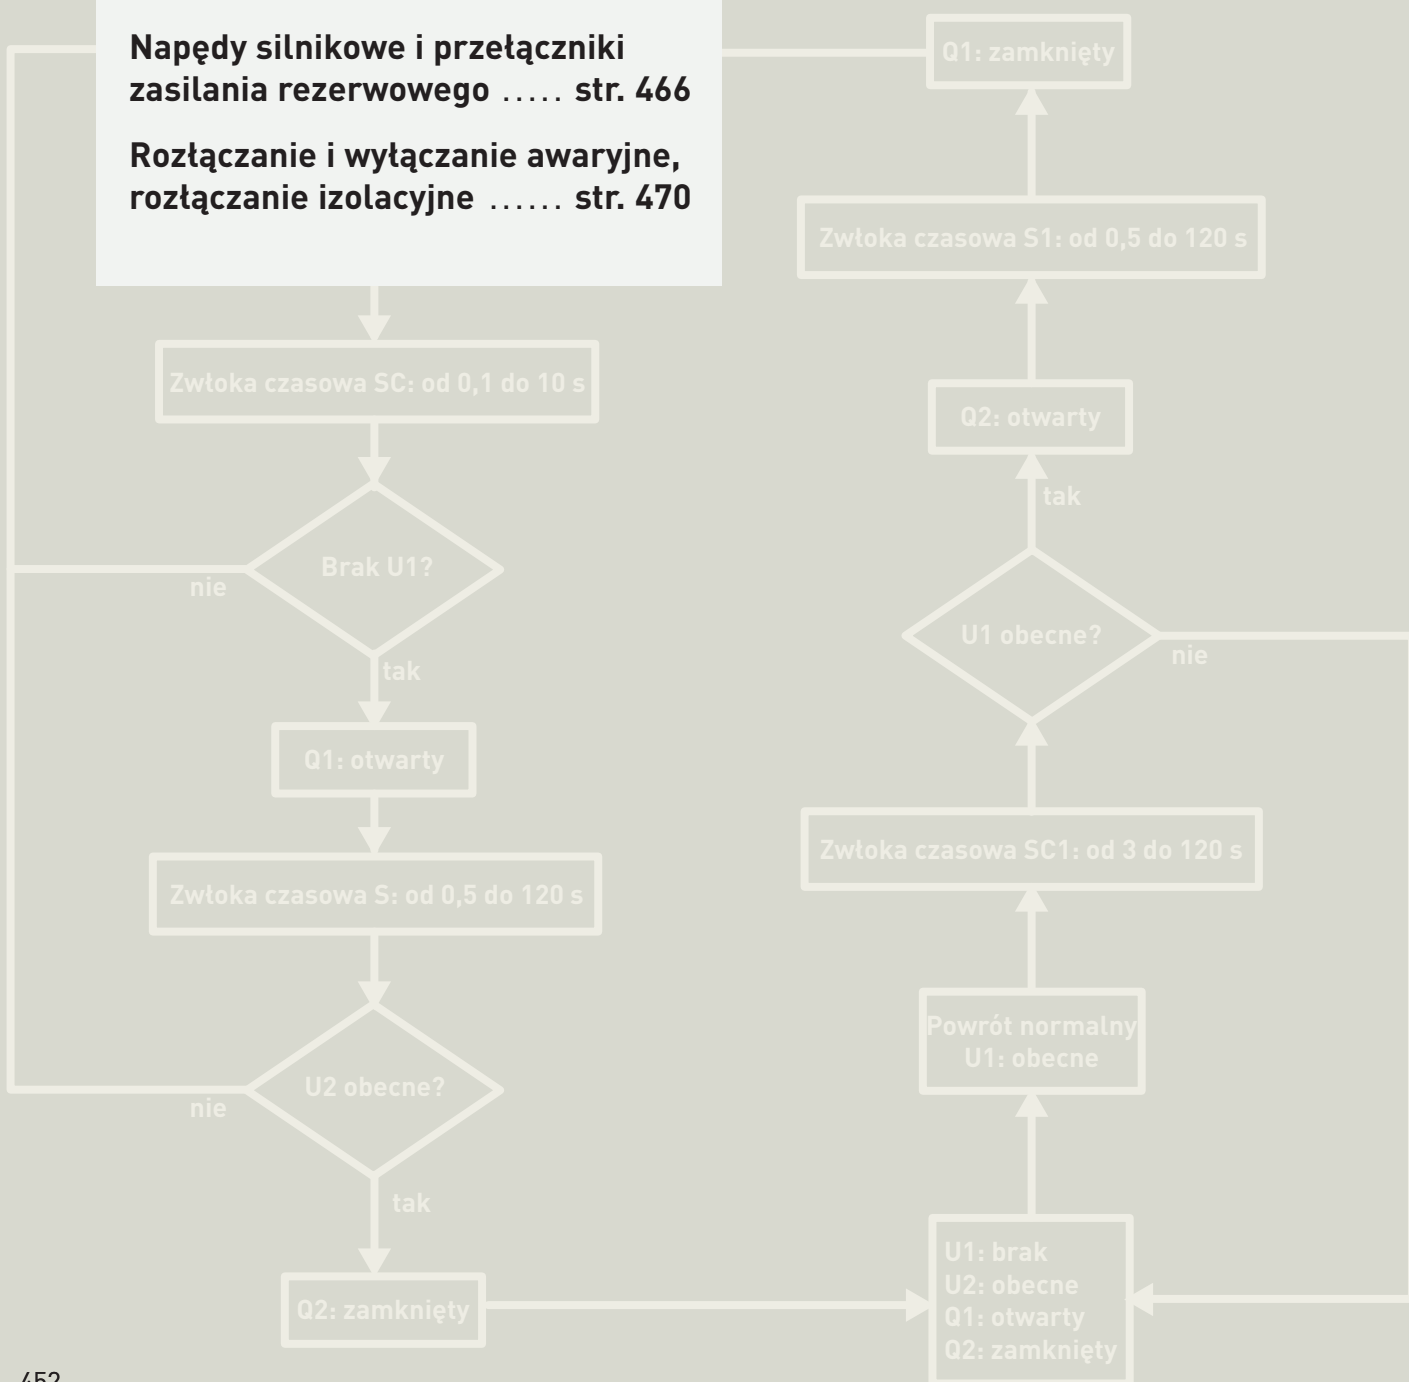 Napędy silnikowe i przełączniki
zasilania rezerwowego ..... str. 466
Rozłączanie i wyłączanie awaryjne,
rozłączanie izolacyjne ...... str. 470
Zwłoka czasowa SC: od 0,1 do 10 s
Brak U1?
nie
tak
Q1: otwarty
Zwłoka czasowa S: od 0,5 do 120 s
U2 obecne?
nie
tak
Q2: zamknięty
Q1: zamknięty
Zwłoka czasowa S1: od 0,5 do 120 s
Q2: otwarty
tak
U1 obecne?
nie
Zwłoka czasowa SC1: od 3 do 120 s
Powrót normalny
U1: obecne
U1: brak
U2: obecne
Q1: otwarty
Q2: zamknięty
452